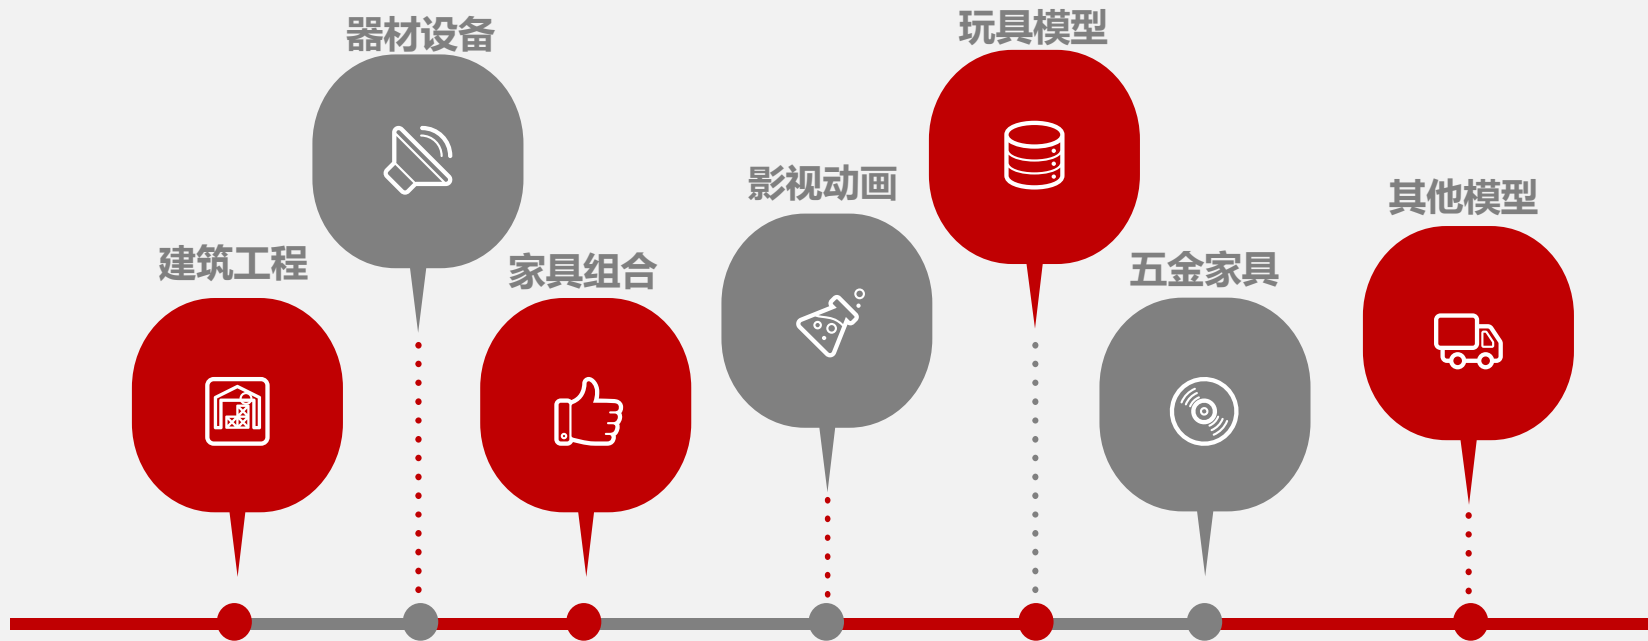 建筑工程
器材设备
家具组合
影视动画
玩具模型
五金家具
其他模型